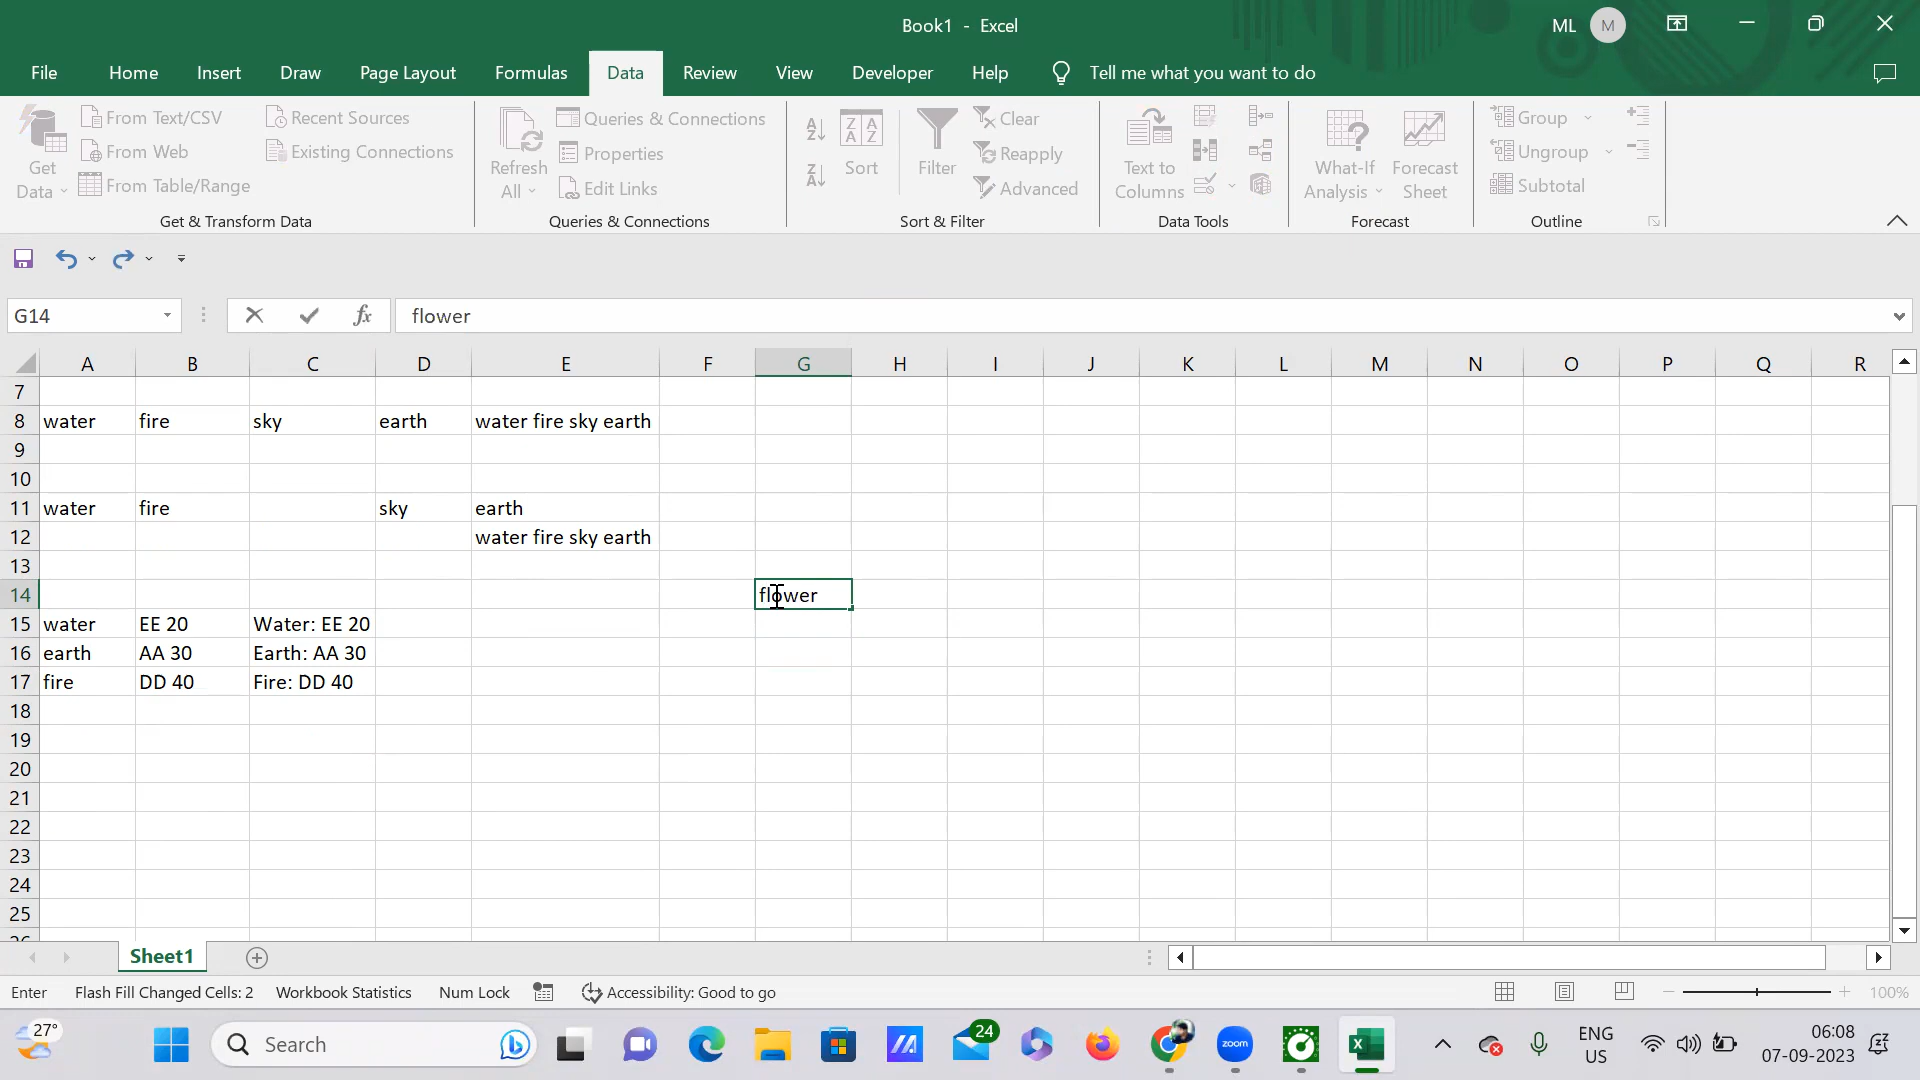 Book1 - Excel
ML M
File Home Insert Draw Page Layout Formulas Data Review View Developer Help Tell me what you want to do
Get Data
From Text/CSV
From Web
From Table/Range
Recent Sources
Existing Connections
Get & Transform Data
Refresh All
Queries & Connections
Properties
Edit Links
Queries & Connections
Sort
Filter
Clear
Reapply
Advanced
Sort & Filter
Text to Columns
Data Tools
What-If Analysis
Forecast Sheet
Forecast
Group
Ungroup
Subtotal
Outline
G14 fx flower
A B C D E F G H I J K L M N O P Q R
7
8 water fire sky earth water fire sky earth
9
10
11 water fire sky earth
12 water fire sky earth
13
14 flower
15 water EE 20 Water: EE 20
16 earth AA 30 Earth: AA 30
17 fire DD 40 Fire: DD 40
18
19
20
21
22
23
24
25
26
Sheet1
Enter Flash Fill Changed Cells: 2 Workbook Statistics Num Lock Accessibility: Good to go 100%
27° Search 24 zoom ENG US 06:08 07-09-2023